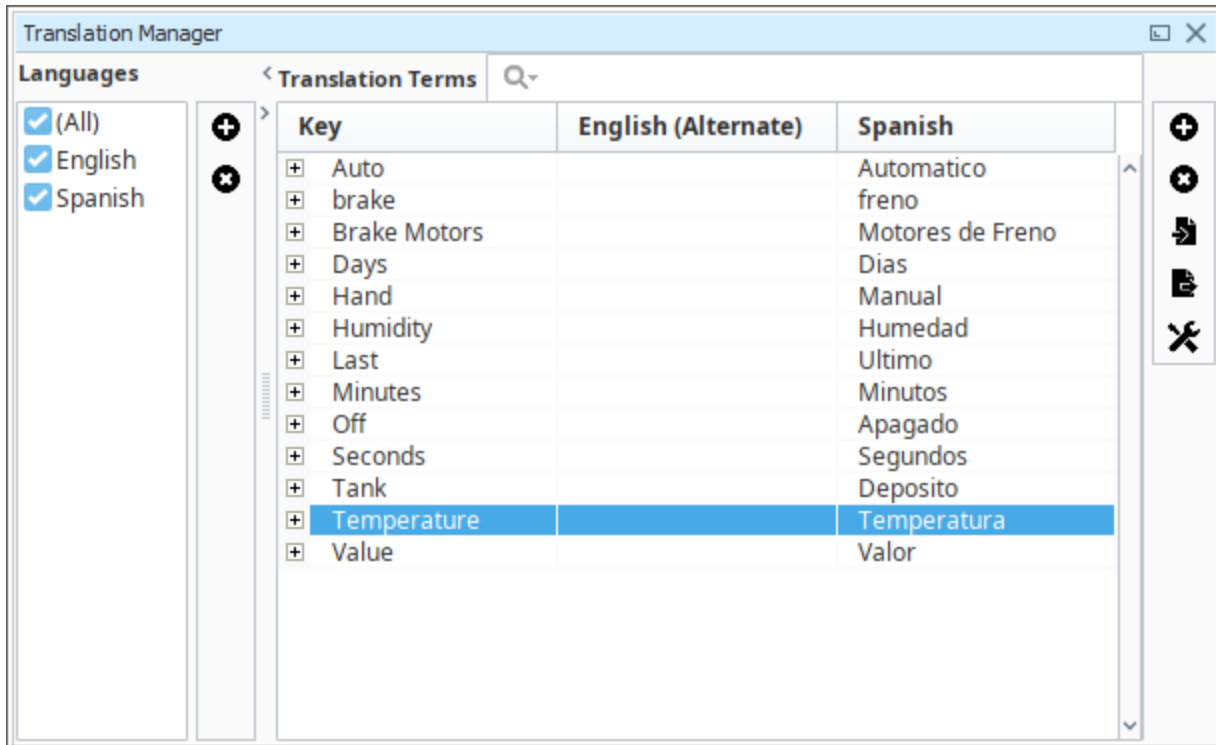 Translation Manager
Languages
Translation Terms
(All)
English
Spanish
Key English (Alternate) Spanish
Auto Automatico
brake freno
Brake Motors Motores de Freno
Days Dias
Hand Manual
Humidity Humedad
Last Ultimo
Minutes Minutos
Off Apagado
Seconds Segundos
Tank Deposito
Temperature Temperatura
Value Valor